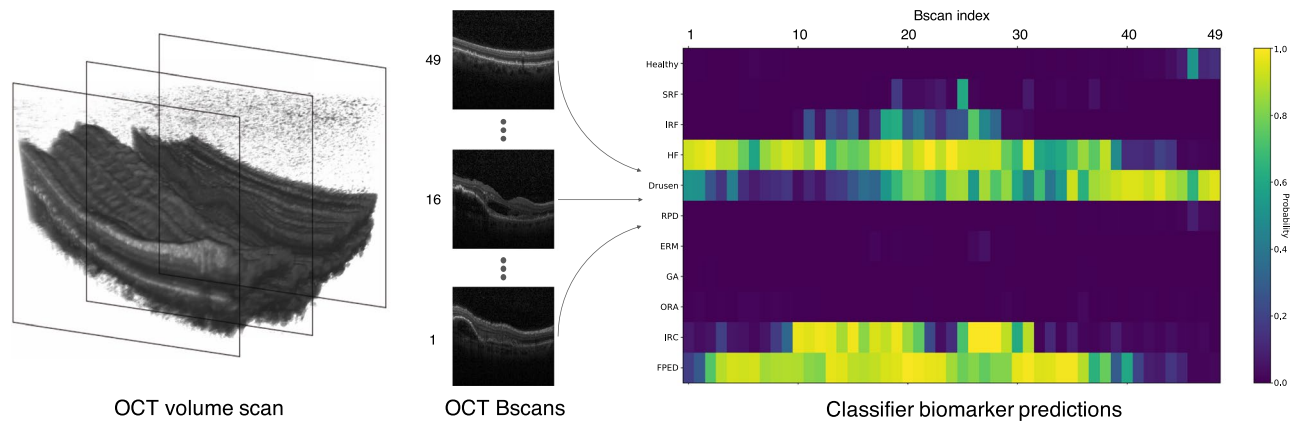 Bscan index
1 10 20 30 40 49
49
16
1
Healthy
SRF
IRF
HF
Drusen
RPD
ERM
GA
ORA
IRC
FPED
1,0
0,8
0,6
0,4
0,2
0.0
Probability
OCT volume scan
OCT Bscans
Classifier biomarker predictions